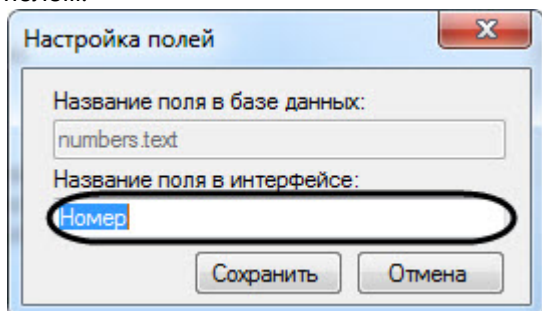 Настройка полей
Название поля в базе данных:
numbers.text
Название поля в интерфейсе:
Номер
Сохранить Отмена